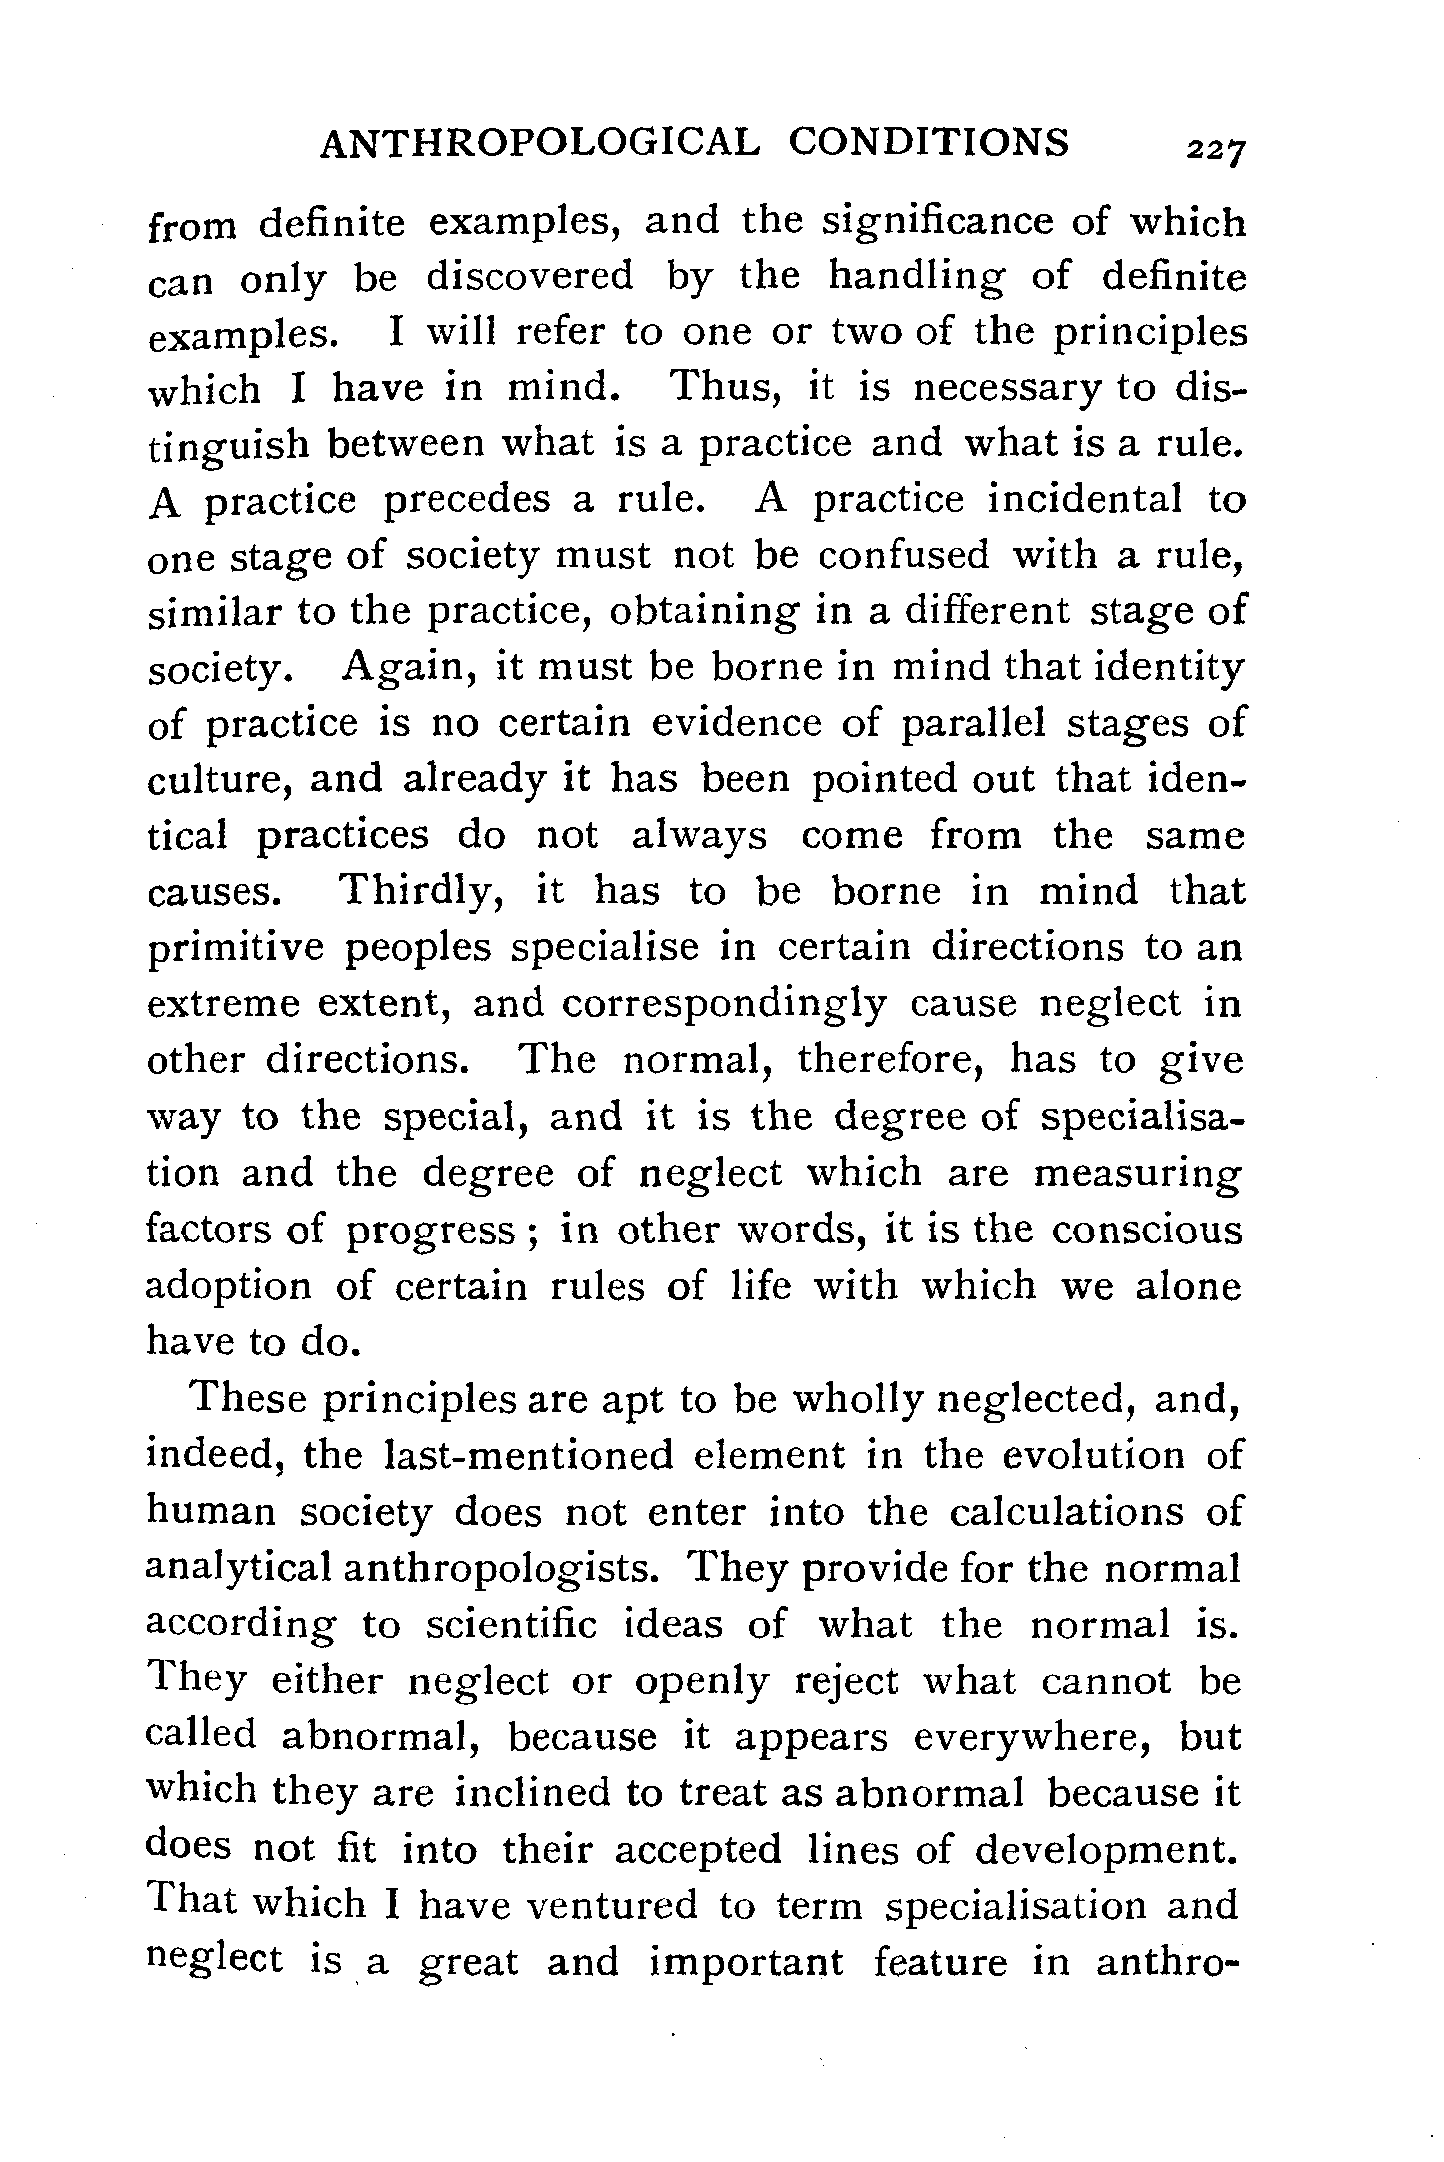 ANTHROPOLOGICAL CONDITIONS 227
from definite examples, and the significance of which
can only be discovered by the handling of definite
examples. I will refer to one or two of the principles
which I have in mind. Thus, it is necessary to dis-
tinguish between what is a practice and what is a rule.
A practice precedes a rule. A practice incidental to
one stage of society must not be confused with a rule,
similar to the practice, obtaining in a different stage of
society. Again, it must be borne in mind that identity
of practice is no certain evidence of parallel stages of
culture, and already it has been pointed out that iden-
tical practices do not always come from the same
causes. Thirdly, it has to be borne in mind that
primitive peoples specialise in certain directions to an
extreme extent, and correspondingly cause neglect in
other directions. The normal, therefore, has to give
way to the special, and it is the degree of specialisa-
tion and the degree of neglect which are measuring
factors of progress ; in other words, it is the conscious
adoption of certain rules of life with which we alone
have to do.
These principles are apt to be wholly neglected, and,
indeed, the last-mentioned element in the evolution of
human society does not enter into the calculations of
analytical anthropologists. They provide for the normal
according to scientific ideas of what the normal is.
They either neglect or openly reject what cannot be
called abnormal, because it appears everywhere, but
which they are inclined to treat as abnormal because it
does not fit into their accepted lines of development.
That which I have ventured to term specialisation and
neglect is a great and important feature in anthro-